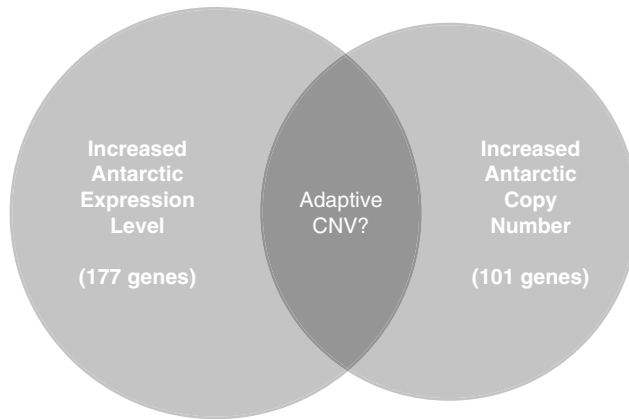 Increased
Antarctic
Expression
Level
(177 genes)
Adaptive
CNV?
Increased
Antarctic
Copy
Number
(101 genes)